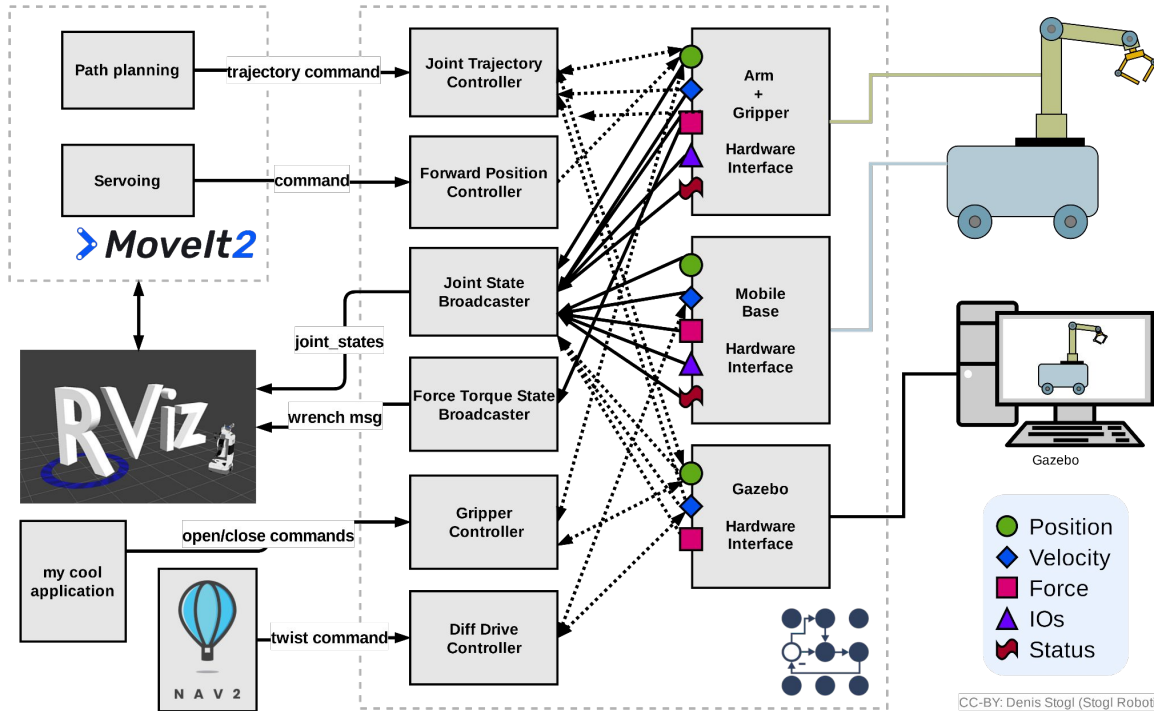 Path planning
trajectory command
Servoing
command
MoveIt2
Joint Trajectory
Controller
Forward Position
Controller
Joint State
Broadcaster
joint_states
Force Torque State
Broadcaster
wrench msg
RViz
Gripper
Controller
open/close commands
my cool
application
NAV2
twist command
Diff Drive
Controller
Arm
+
Gripper
Hardware
Interface
Mobile
Base
Hardware
Interface
Gazebo
Hardware
Interface
Gazebo
Position
Velocity
Force
IOs
Status
CC-BY: Denis Stogl (Stogl Roboti